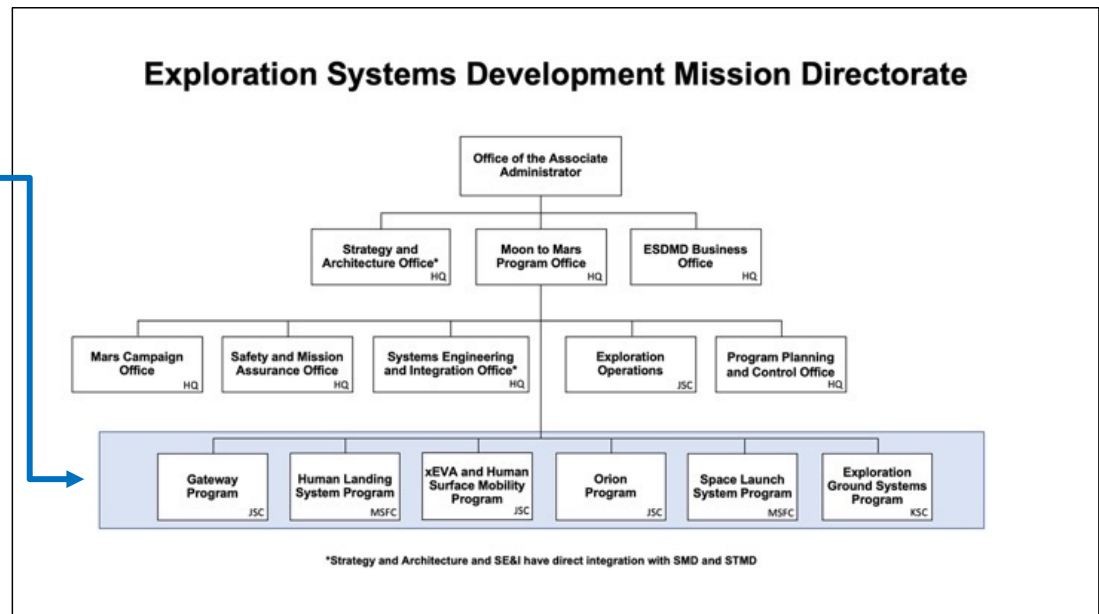 Exploration Systems Development Mission Directorate
Office of the Associate
Administrator
Strategy and
Architecture Office*
HQ
Moon to Mars
Program Office
HQ
ESDMD Business
Office
HQ
Mars Campaign
Office
HQ
Safety and Mission
Assurance Office
HQ
Systems Engineering
and Integration Office*
HQ
Exploration
Operations
JSC
Program Planning
and Control Office
HQ
Gateway
Program
JSC
Human Landing
System Program
MSFC
xEVA and Human
Surface Mobility
Program
JSC
Orion
Program
JSC
Space Launch
System Program
MSFC
Exploration
Ground Systems
Program
KSC
*Strategy and Architecture and SE&I have direct integration with SMD and STMD